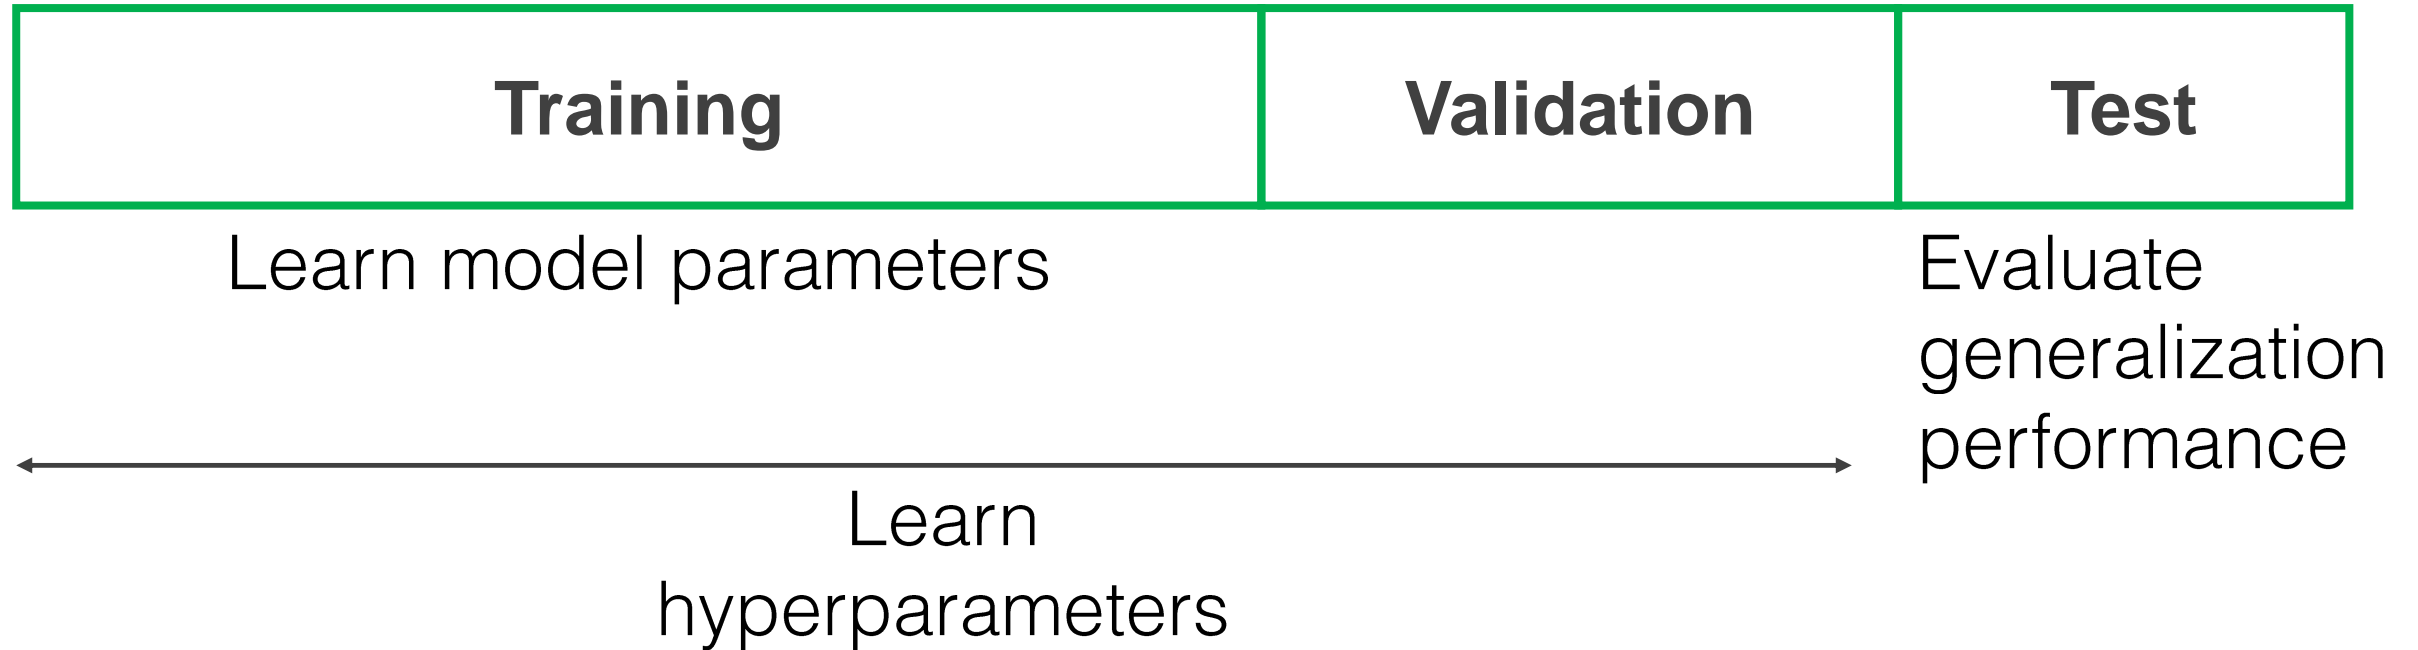 Training
Validation
Test
Learn model parameters
Evaluate
generalization
performance
Learn
hyperparameters